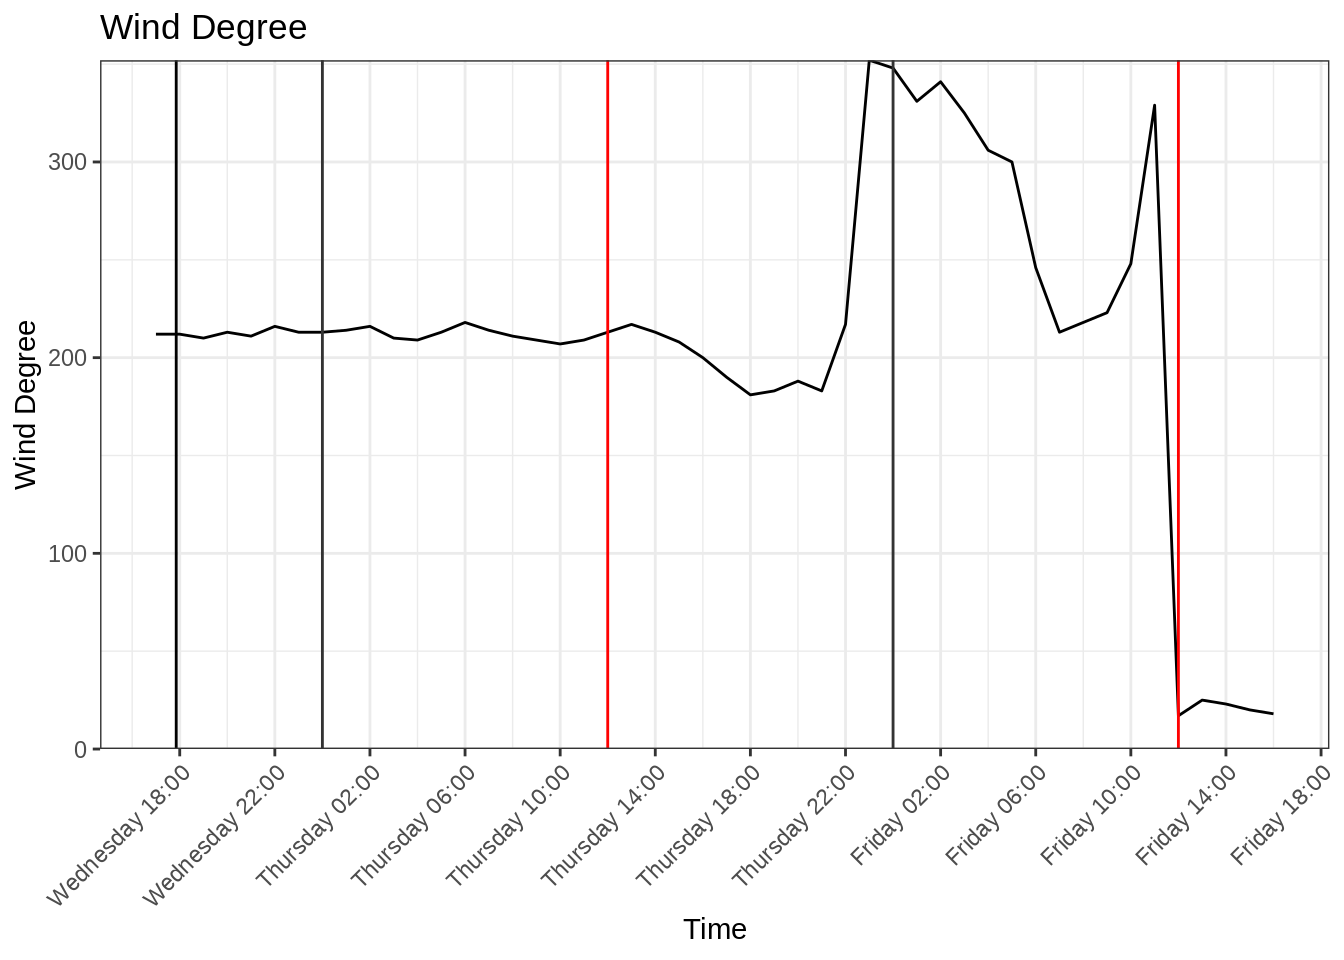 Wind Degree
Wind Degree
300
200
100
0
Wednesday 18:00
Wednesday 22:00
Thursday 02:00
Thursday 06:00
Thursday 10:00
Thursday 14:00
Thursday 18:00
Thursday 22:00
Friday 02:00
Friday 06:00
Friday 10:00
Friday 14:00
Friday 18:00
Time